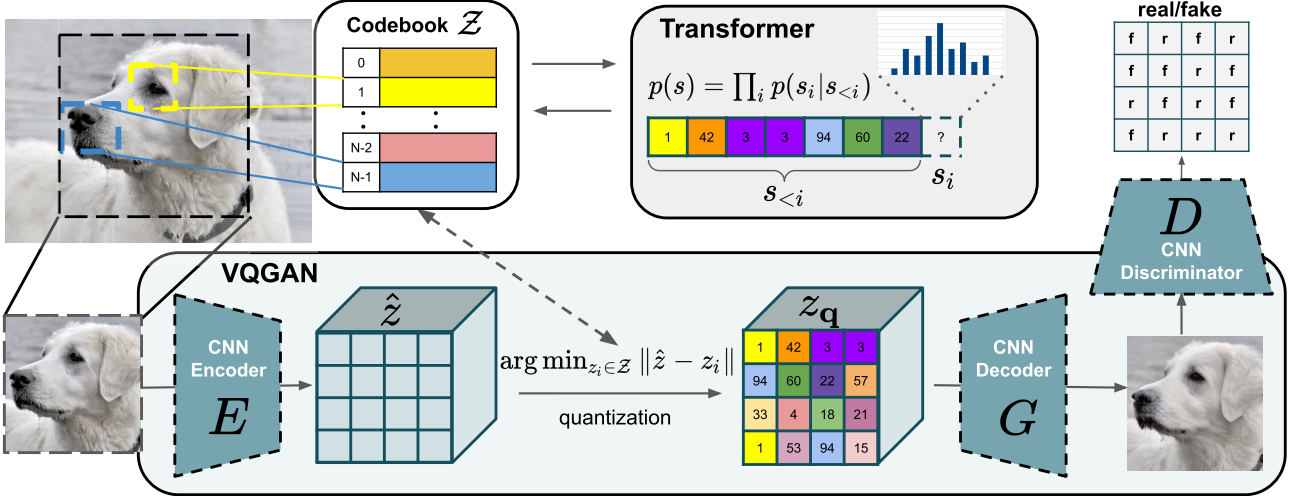 Codebook 𝒵
0
1
: :
N-2
N-1
Transformer
p(s) = ∏ᵢ p(sᵢ|s<ᵢ)
1 42 3 3 94 60 22 ?
s<ᵢ sᵢ
real/fake
f r f r
f f r f
r f r f
f r r r
D
CNN
Discriminator
VQGAN
CNN
Encoder
E
ẑ
arg min_{zᵢ∈𝒵} ‖ẑ − zᵢ‖
quantization
z_q
1 42 3 3
94 60 22 57
33 4 18 21
1 53 94 15
CNN
Decoder
G